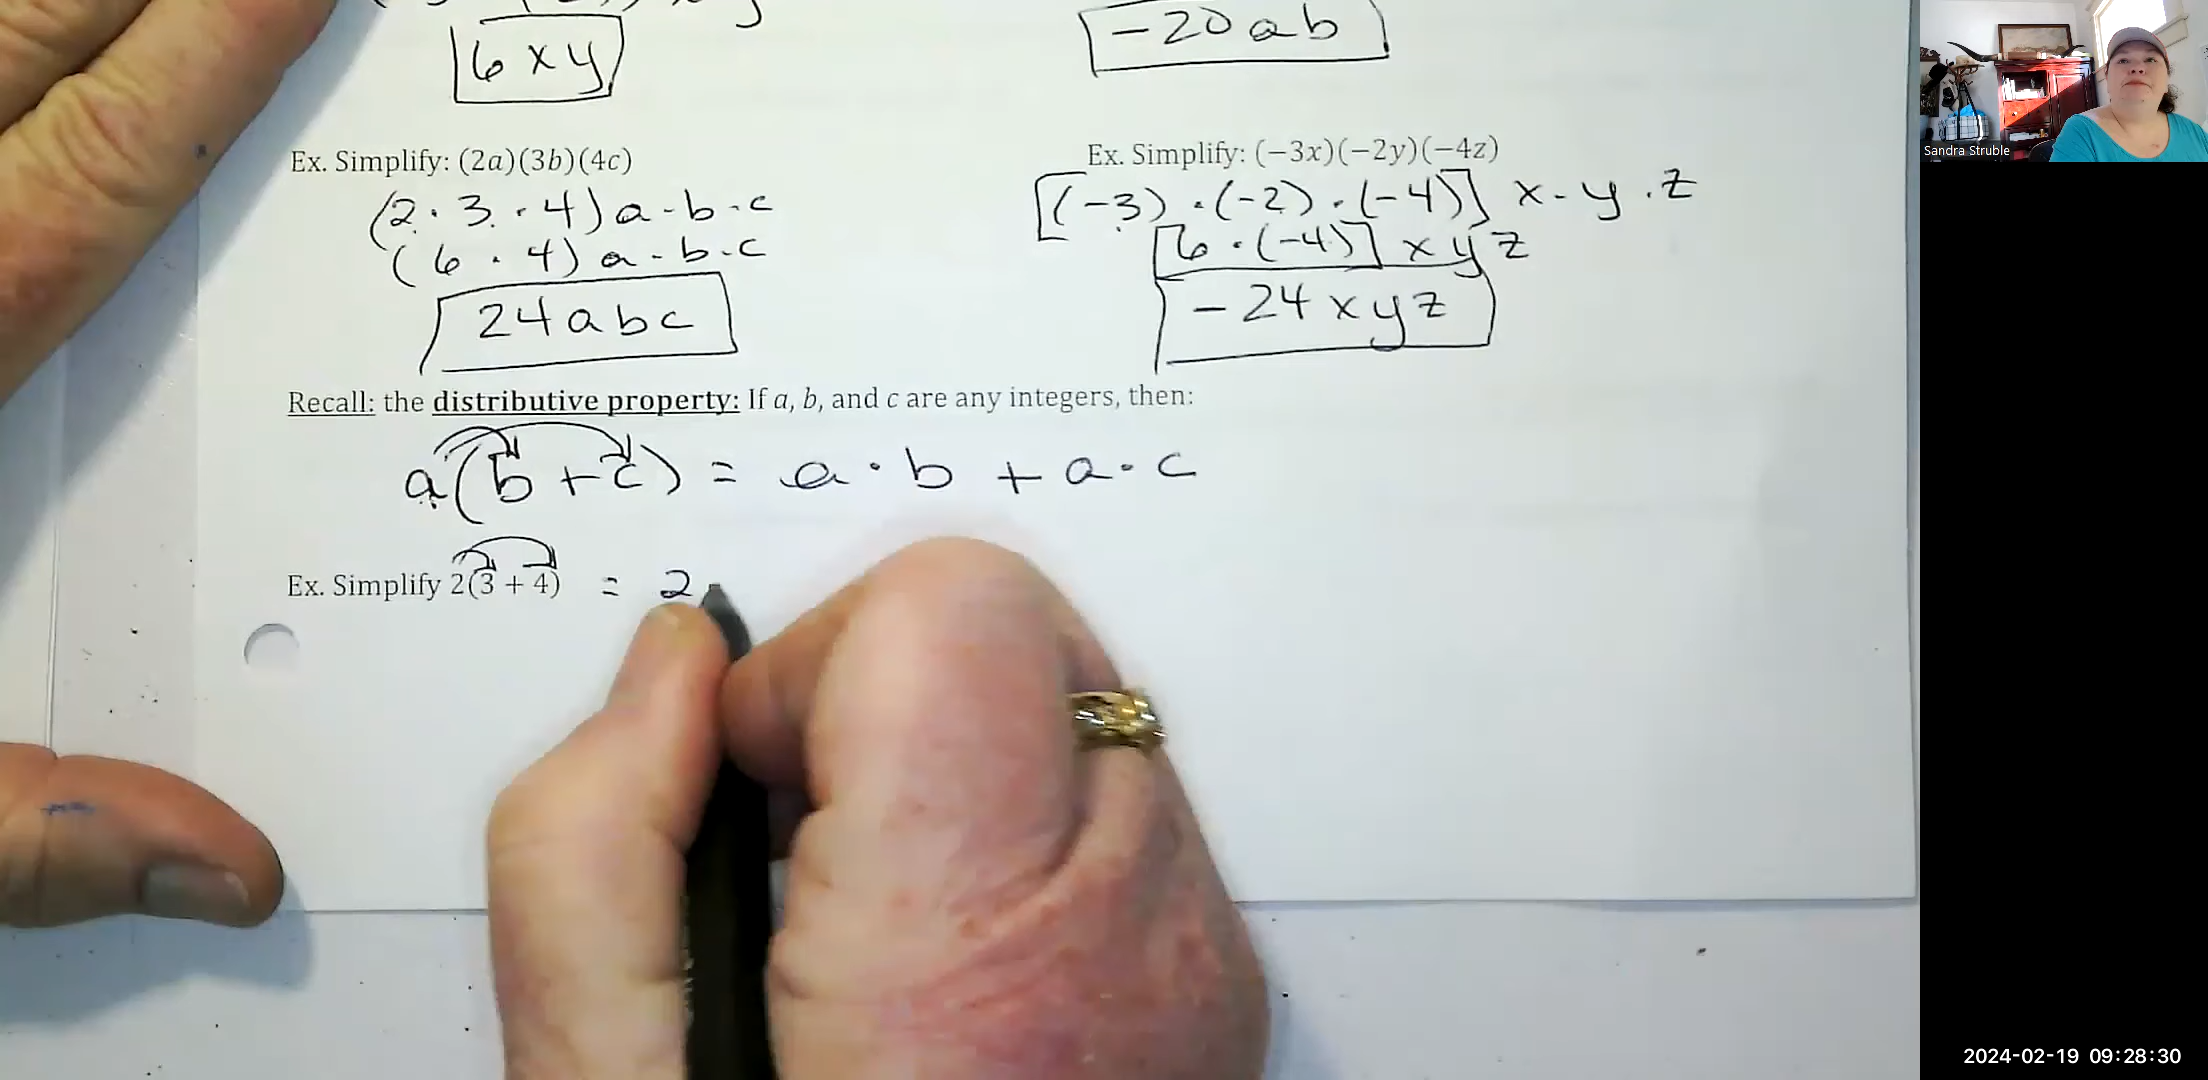 6xy
-20ab
Ex. Simplify: (2a)(3b)(4c)
(2·3·4)a·b·c
(6·4)a·b·c
24abc
Ex. Simplify: (−3x)(−2y)(−4z)
[(-3)·(-2)·(-4)] x·y·z
[6·(-4)] xyz
-24xyz
Recall: the distributive property: If a, b, and c are any integers, then:
a(b+c) = a·b + a·c
Ex. Simplify 2(3 + 4) = 2
Sandra Struble
2024-02-19 09:28:30